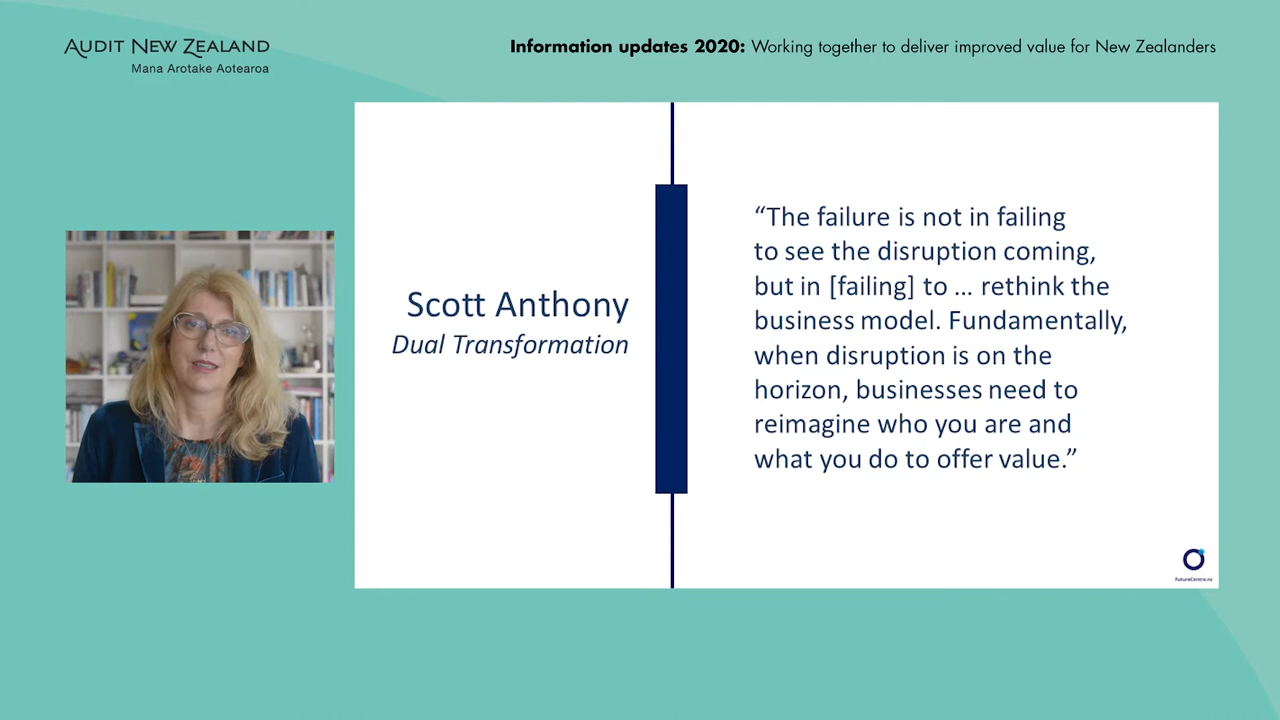 AUDIT NEW ZEALAND
Mana Arotake Aotearoa
Information updates 2020: Working together to deliver improved value for New Zealanders
Scott Anthony
Dual Transformation
“The failure is not in failing
to see the disruption coming,
but in [failing] to ... rethink the
business model. Fundamentally,
when disruption is on the
horizon, businesses need to
reimagine who you are and
what you do to offer value.”
FutureCentre.nz